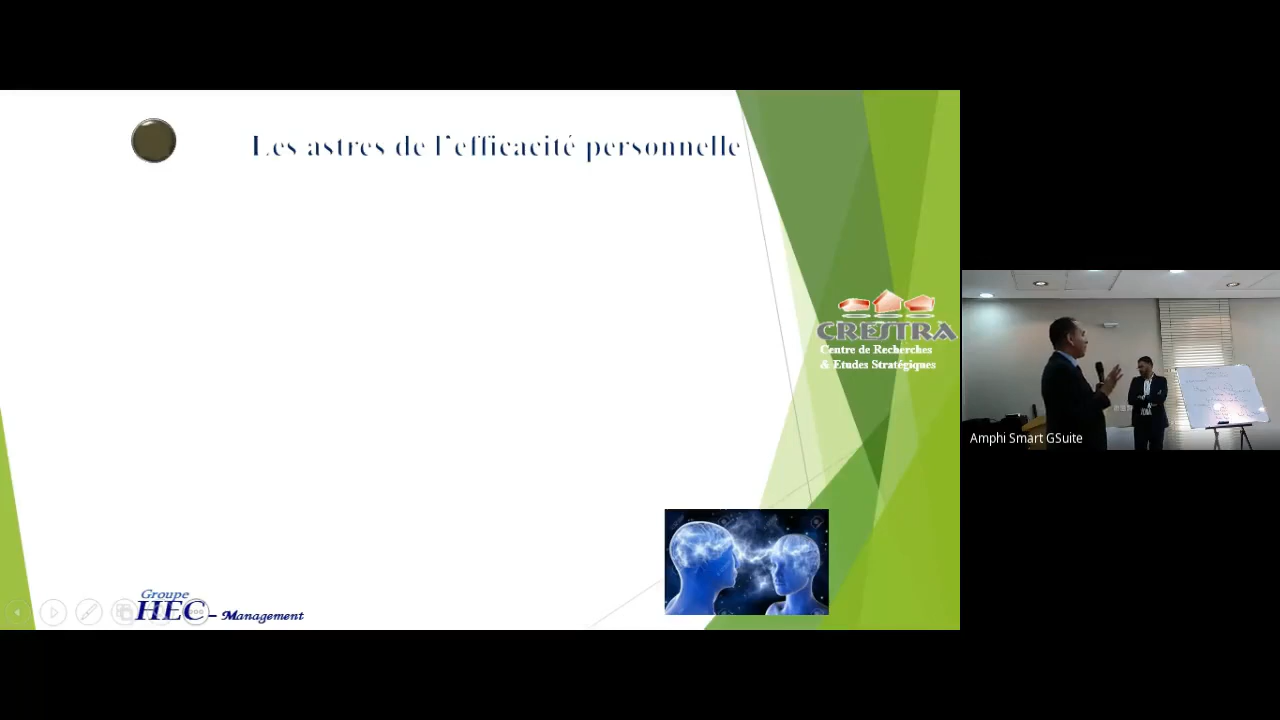 Les astres de l'efficacité personnelle
CRESTRA
Centre de Recherches
& Etudes Stratégiques
Groupe
HEC - Management
Amphi Smart GSuite